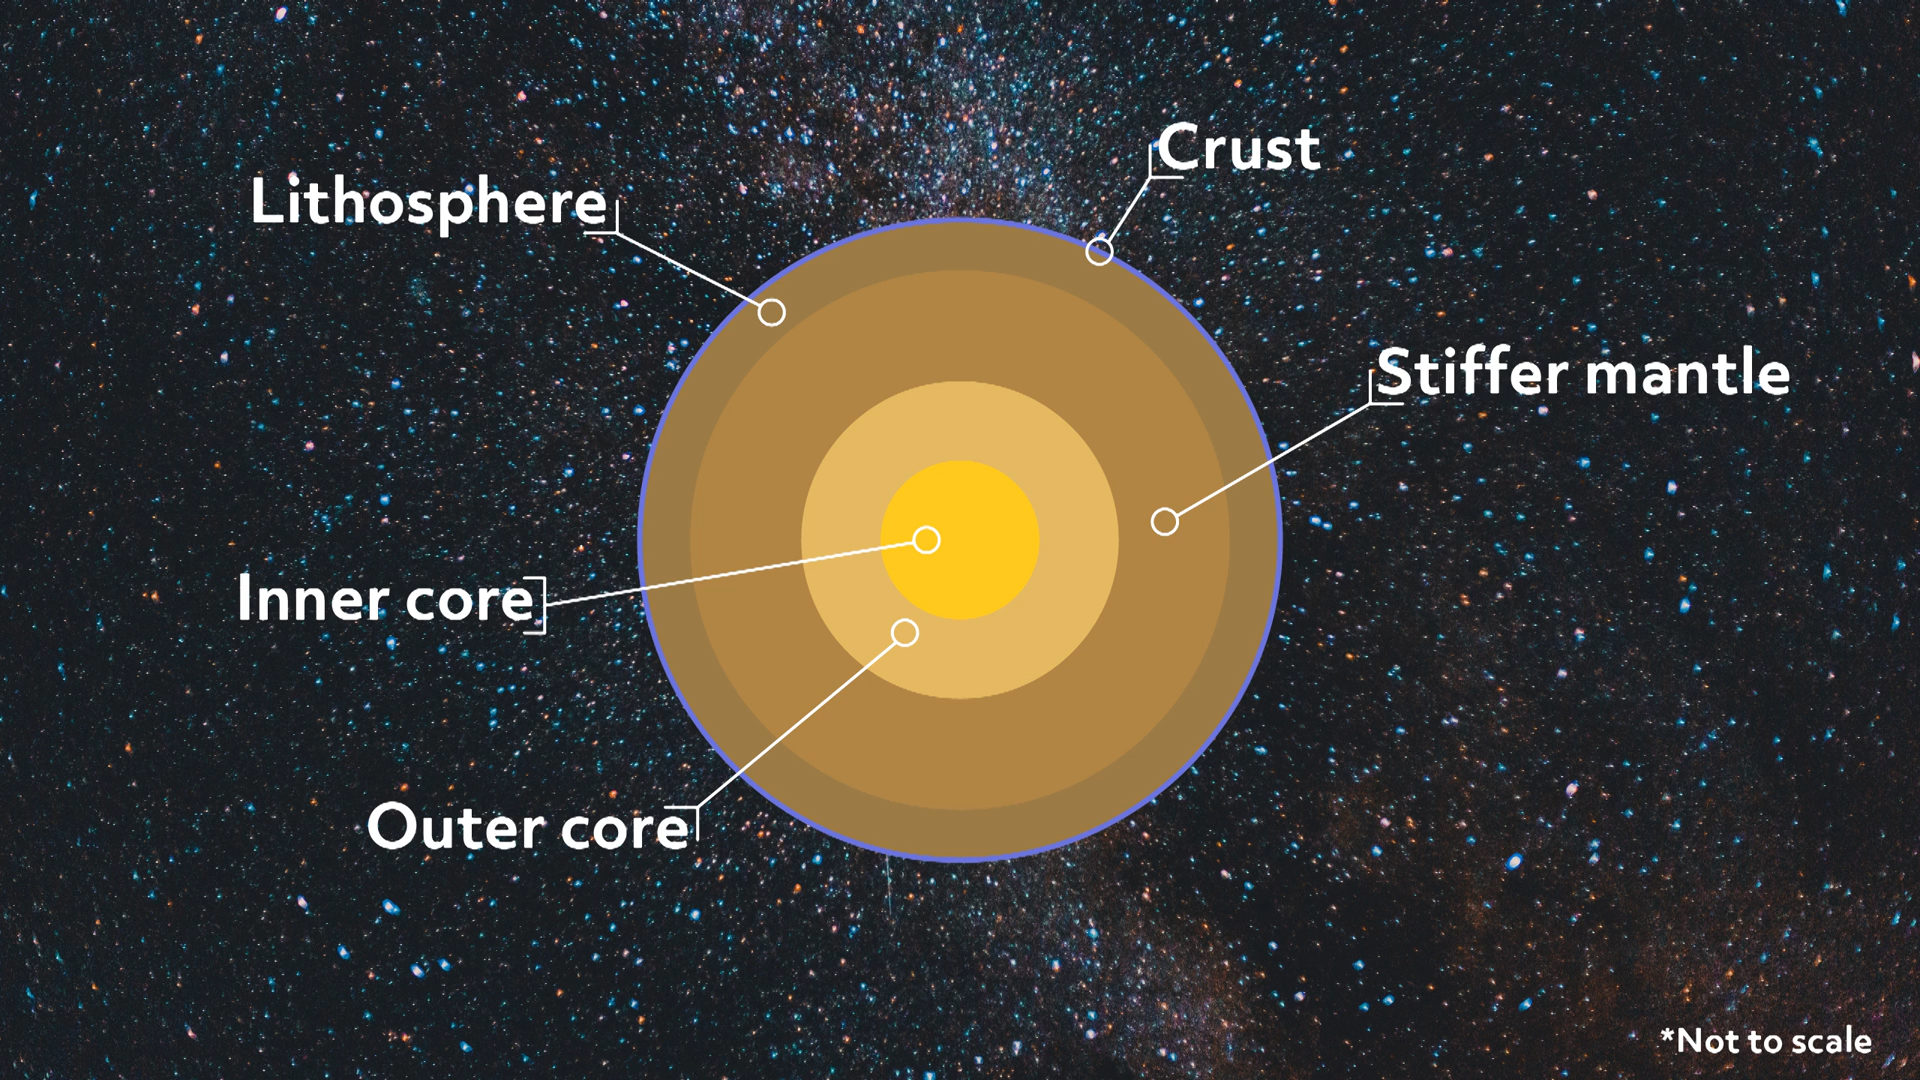 Crust
Lithosphere
Stiffer mantle
Inner core
Outer core
*Not to scale